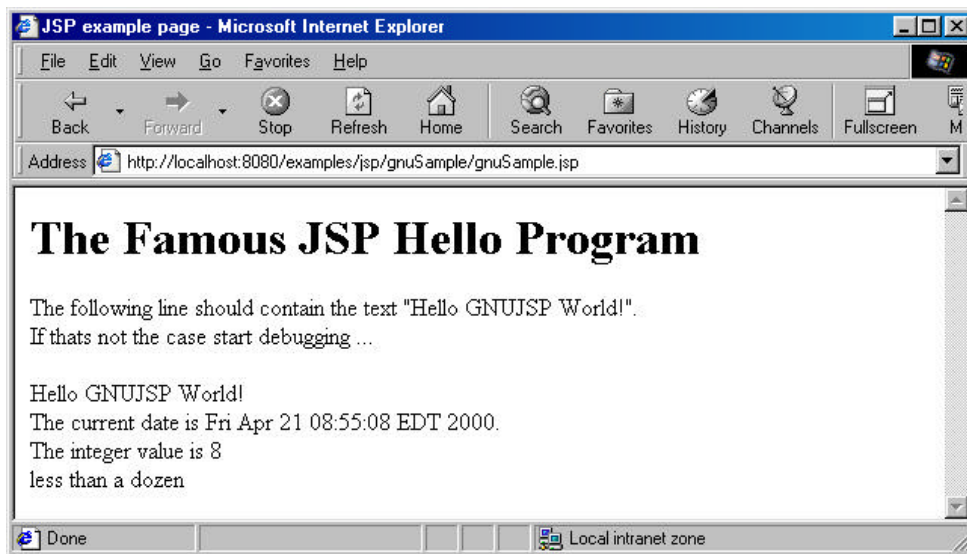 JSP example page - Microsoft Internet Explorer
File Edit View Go Favorites Help
Back Forward Stop Refresh Home Search Favorites History Channels Fullscreen M
Address http://localhost:8080/examples/jsp/gnuSample/gnuSample.jsp
The Famous JSP Hello Program
The following line should contain the text "Hello GNUJSP World!".
If thats not the case start debugging ...
Hello GNUJSP World!
The current date is Fri Apr 21 08:55:08 EDT 2000.
The integer value is 8
less than a dozen
Done Local intranet zone